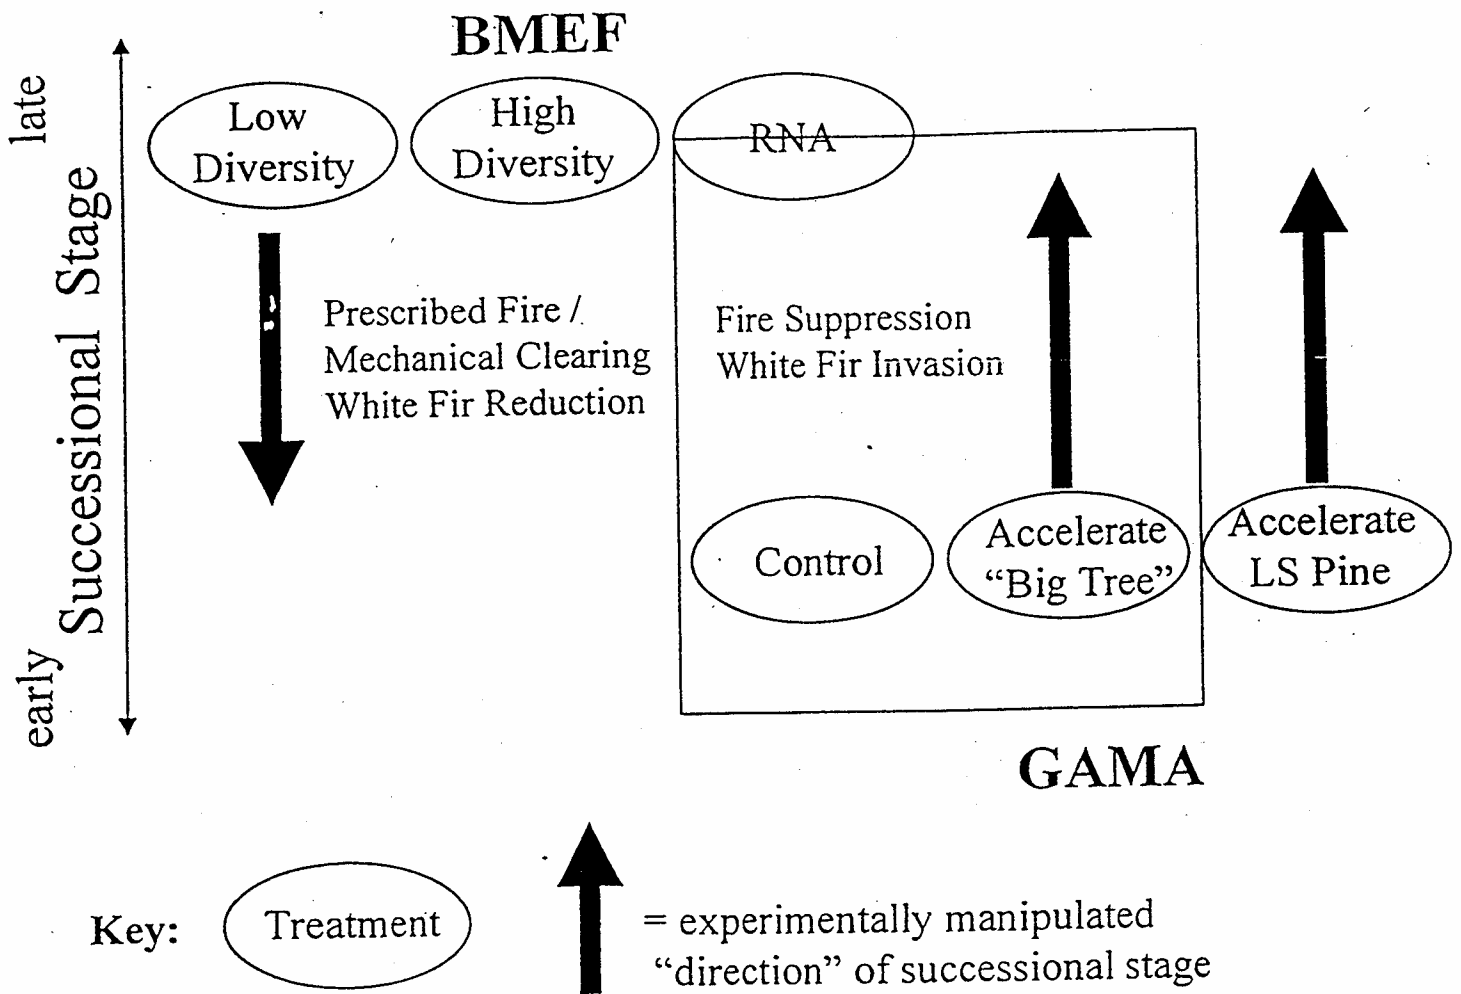 BMEF
late
Successional Stage
early
Low
Diversity
High
Diversity
RNA
Prescribed Fire /
Mechanical Clearing
White Fir Reduction
Fire Suppression
White Fir Invasion
Control
Accelerate
“Big Tree”
Accelerate
LS Pine
GAMA
Key:
Treatment
= experimentally manipulated
“direction” of successional stage